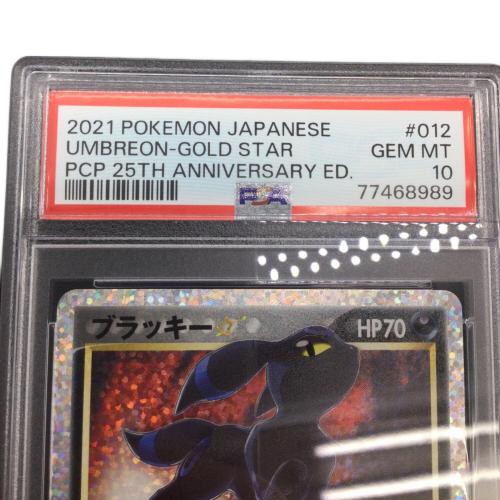 2021 POKEMON JAPANESE #012
UMBREON-GOLD STAR GEM MT
PCP 25TH ANNIVERSARY ED. 10
PSA 77468989
ブラッキー☆ HP70